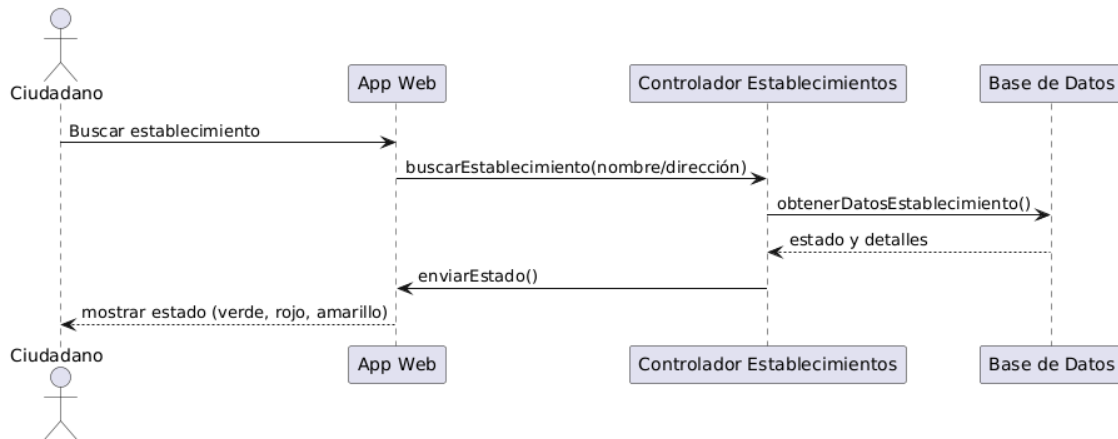 Ciudadano
App Web
Controlador Establecimientos
Base de Datos
Buscar establecimiento
buscarEstablecimiento(nombre/dirección)
obtenerDatosEstablecimiento()
estado y detalles
enviarEstado()
mostrar estado (verde, rojo, amarillo)
Ciudadano
App Web
Controlador Establecimientos
Base de Datos